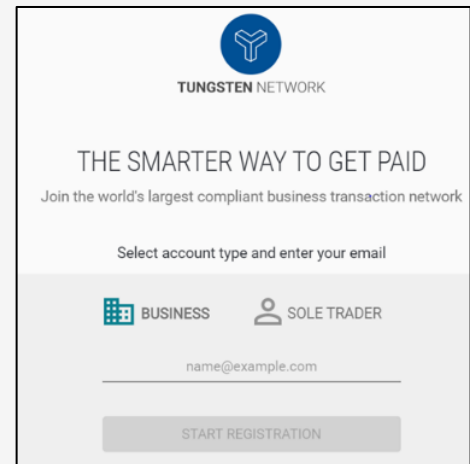 TUNGSTEN NETWORK
THE SMARTER WAY TO GET PAID
Join the world's largest compliant business transaction network
Select account type and enter your email
BUSINESS SOLE TRADER
name@example.com
START REGISTRATION